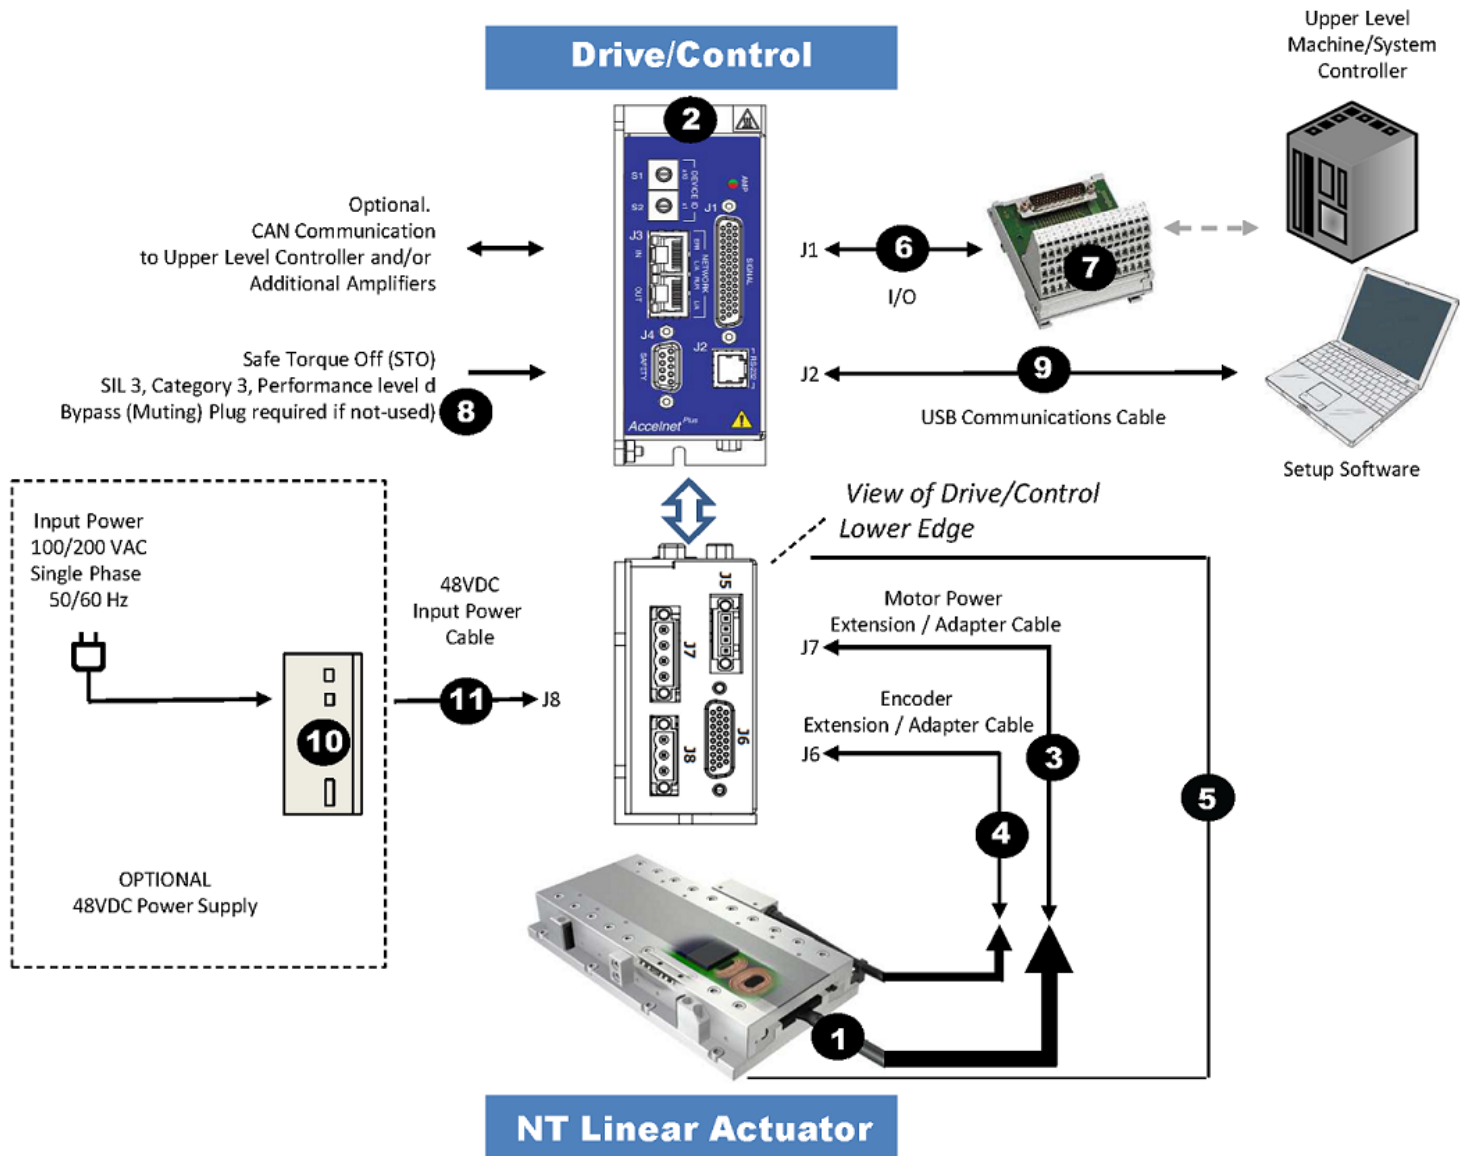 Drive/Control
Upper Level
Machine/System
Controller
2
S1
S2
x10
x1
DEVICE ID
AMP
J1
J3
IN
OUT
ERR
L/A
RUN
L/A
NETWORK
SIGNAL
J4
SAFETY
J2
RS232
Accelnet Plus
Optional.
CAN Communication
to Upper Level Controller and/or
Additional Amplifiers
Safe Torque Off (STO)
SIL 3, Category 3, Performance level d
Bypass (Muting) Plug required if not-used)
8
J1
6
I/O
7
J2
9
USB Communications Cable
Setup Software
View of Drive/Control
Lower Edge
Input Power
100/200 VAC
Single Phase
50/60 Hz
10
OPTIONAL
48VDC Power Supply
48VDC
Input Power
Cable
11
J8
J5
J7
J6
J8
Motor Power
Extension / Adapter Cable
J7
Encoder
Extension / Adapter Cable
J6
3
4
5
1
NT Linear Actuator